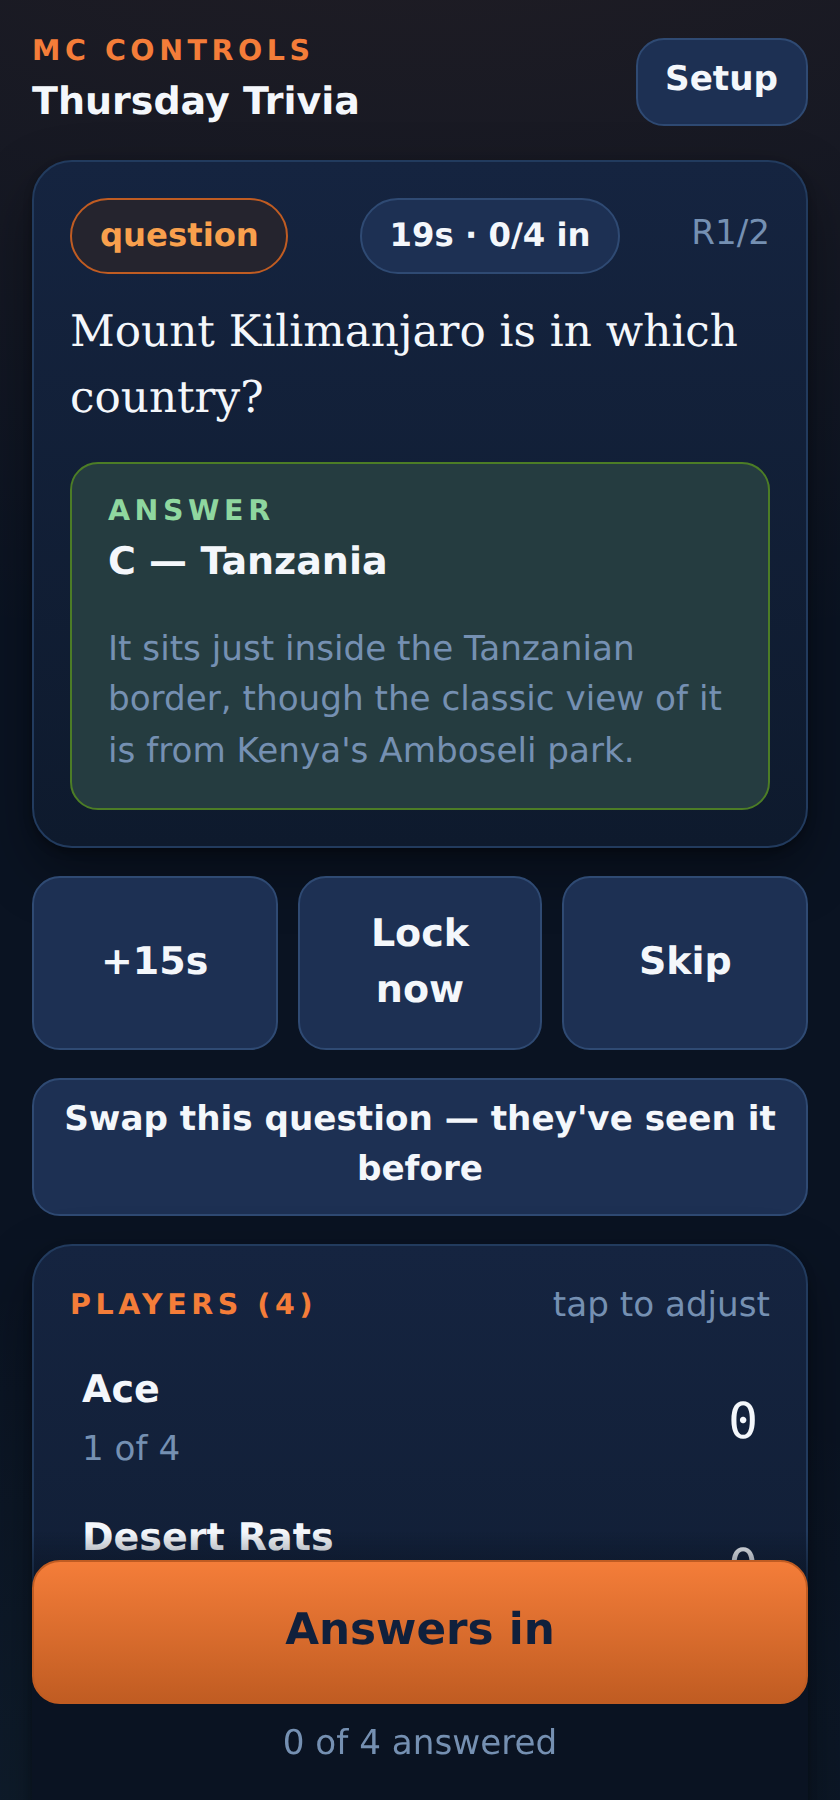 MC CONTROLS
Thursday Trivia
Setup
question
19s · 0/4 in
R1/2
Mount Kilimanjaro is in which
country?
ANSWER
C — Tanzania
It sits just inside the Tanzanian
border, though the classic view of it
is from Kenya's Amboseli park.
+15s
Lock
now
Skip
Swap this question — they've seen it
before
PLAYERS (4)
tap to adjust
Ace
0
1 of 4
Desert Rats
Answers in
0 of 4 answered